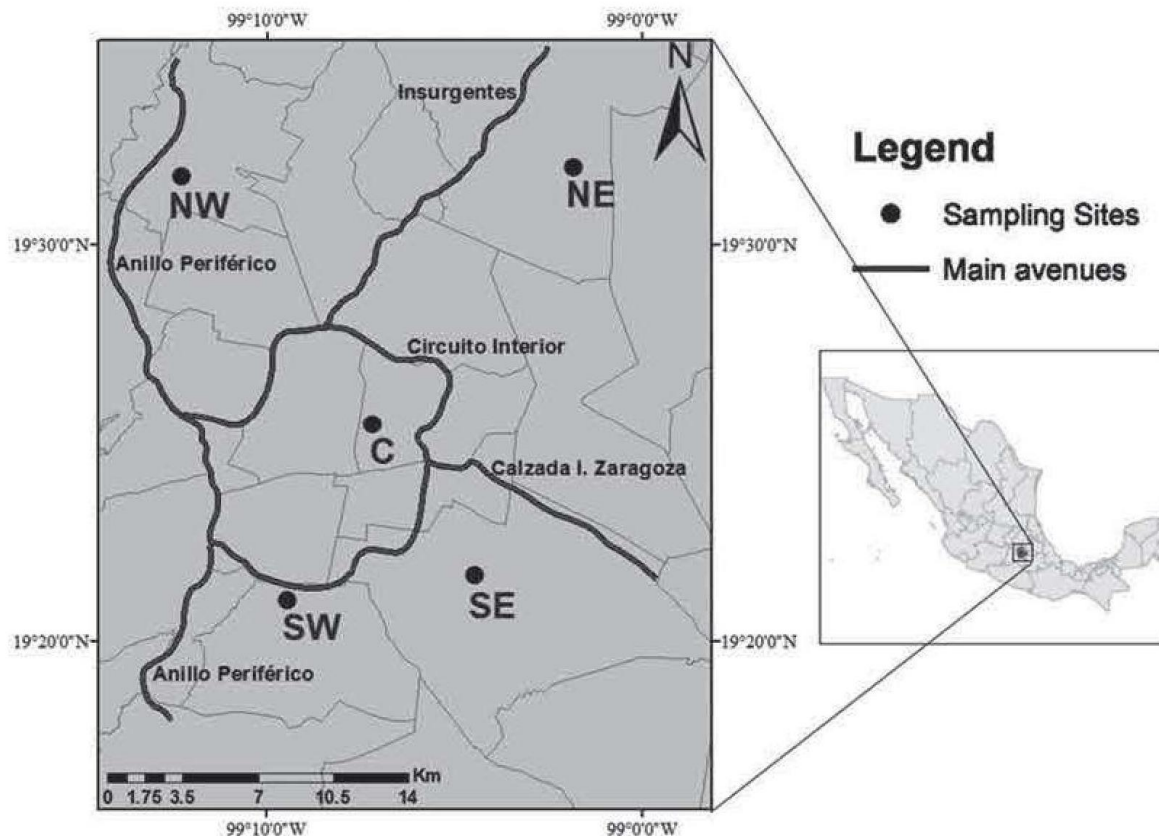 99°10'0"W
99°0'0"W
N
Insurgentes
NW
NE
19°30'0"N
19°30'0"N
Anillo Periférico
Circuito Interior
C
Calzada I. Zaragoza
SE
SW
19°20'0"N
19°20'0"N
Anillo Periférico
Km
0 1.75 3.5 7 10.5 14
99°10'0"W
99°0'0"W
Legend
Sampling Sites
Main avenues